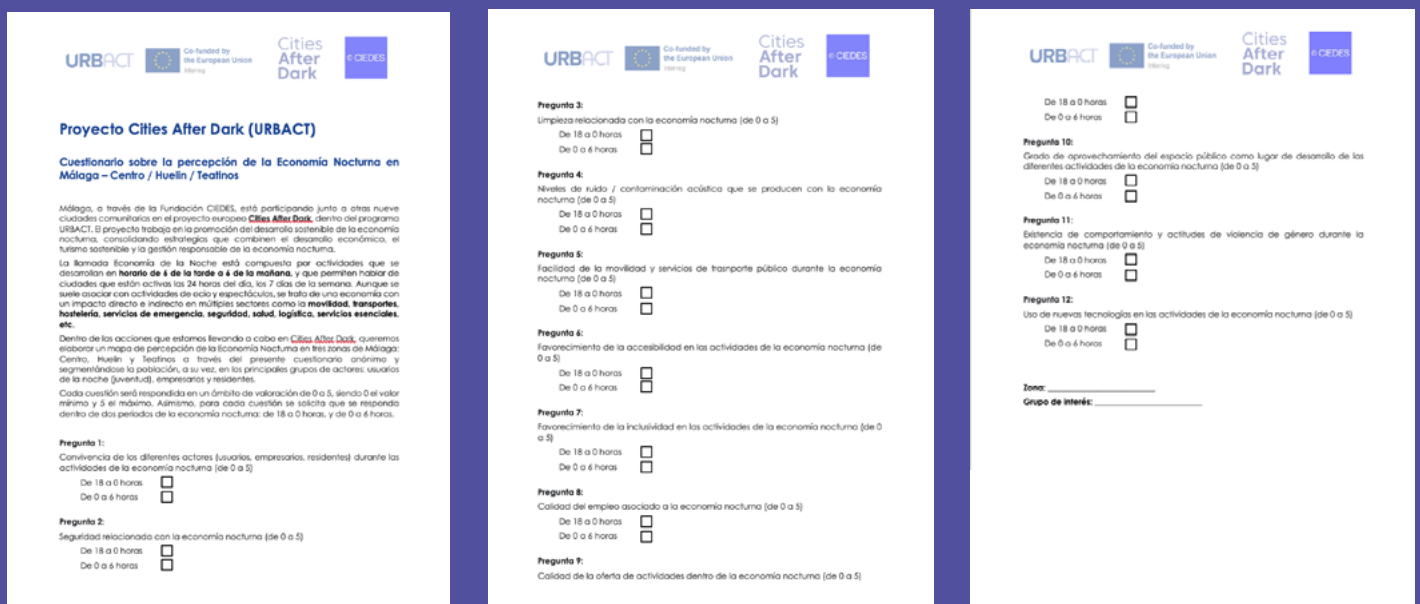 URBACT
Co-funded by
the European Union
Interreg
Cities
After
Dark
© CIEDES
Proyecto Cities After Dark (URBACT)
Cuestionario sobre la percepción de la Economía Nocturna en
Málaga – Centro / Huelin / Teatinos
Málaga, a través de la Fundación CIEDES, está participando junto a otras nueve
ciudades comunitarias en el proyecto europeo Cities After Dark, dentro del programa
URBACT. El proyecto trabaja en la promoción del desarrollo sostenible de la economía
nocturna, consolidando estrategias que combinen el desarrollo económico, el
turismo sostenible y la gestión responsable de la economía nocturna.
La llamada Economía de la Noche está compuesta por actividades que se
desarrollan en horario de 6 de la tarde a 6 de la mañana, y que permiten hablar de
ciudades que están activas las 24 horas del día, los 7 días de la semana. Aunque se
suele asociar con actividades de ocio y espectáculos, se trata de una economía con
un impacto directo e indirecto en múltiples sectores como la movilidad, transportes,
hostelería, servicios de emergencia, seguridad, salud, logística, servicios esenciales,
etc.
Dentro de las acciones que estamos llevando a cabo en Cities After Dark, queremos
elaborar un mapa de percepción de la Economía Nocturna en tres zonas de Málaga:
Centro, Huelin y Teatinos a través del presente cuestionario anónimo y
segmentándose la población, a su vez, en los principales grupos de actores: usuarios
de la noche (juventud), empresarios y residentes.
Cada cuestión será respondida en un ámbito de valoración de 0 a 5, siendo 0 el valor
mínimo y 5 el máximo. Asimismo, para cada cuestión se solicita que se responda
dentro de dos periodos de la economía nocturna: de 18 a 0 horas, y de 0 a 6 horas.
Pregunta 1:
Convivencia de los diferentes actores (usuarios, empresarios, residentes) durante las
actividades de la economía nocturna (de 0 a 5)
De 18 a 0 horas
De 0 a 6 horas
Pregunta 2:
Seguridad relacionada con la economía nocturna (de 0 a 5)
De 18 a 0 horas
De 0 a 6 horas
URBACT
Co-funded by
the European Union
Interreg
Cities
After
Dark
© CIEDES
Pregunta 3:
Limpieza relacionada con la economía nocturna (de 0 a 5)
De 18 a 0 horas
De 0 a 6 horas
Pregunta 4:
Niveles de ruido / contaminación acústica que se producen con la economía
nocturna (de 0 a 5)
De 18 a 0 horas
De 0 a 6 horas
Pregunta 5:
Facilidad de la movilidad y servicios de trasnporte público durante la economía
nocturna (de 0 a 5)
De 18 a 0 horas
De 0 a 6 horas
Pregunta 6:
Favorecimiento de la accesibilidad en las actividades de la economía nocturna (de
0 a 5)
De 18 a 0 horas
De 0 a 6 horas
Pregunta 7:
Favorecimiento de la inclusividad en las actividades de la economía nocturna (de 0
a 5)
De 18 a 0 horas
De 0 a 6 horas
Pregunta 8:
Calidad del empleo asociado a la economía nocturna (de 0 a 5)
De 18 a 0 horas
De 0 a 6 horas
Pregunta 9:
Calidad de la oferta de actividades dentro de la economía nocturna (de 0 a 5)
URBACT
Co-funded by
the European Union
Interreg
Cities
After
Dark
© CIEDES
De 18 a 0 horas
De 0 a 6 horas
Pregunta 10:
Grado de aprovechamiento del espacio público como lugar de desarrollo de las
diferentes actividades de la economía nocturna (de 0 a 5)
De 18 a 0 horas
De 0 a 6 horas
Pregunta 11:
Existencia de comportamiento y actitudes de violencia de género durante la
economía nocturna (de 0 a 5)
De 18 a 0 horas
De 0 a 6 horas
Pregunta 12:
Uso de nuevas tecnologías en las actividades de la economía nocturna (de 0 a 5)
De 18 a 0 horas
De 0 a 6 horas
Zona:
Grupo de interés: